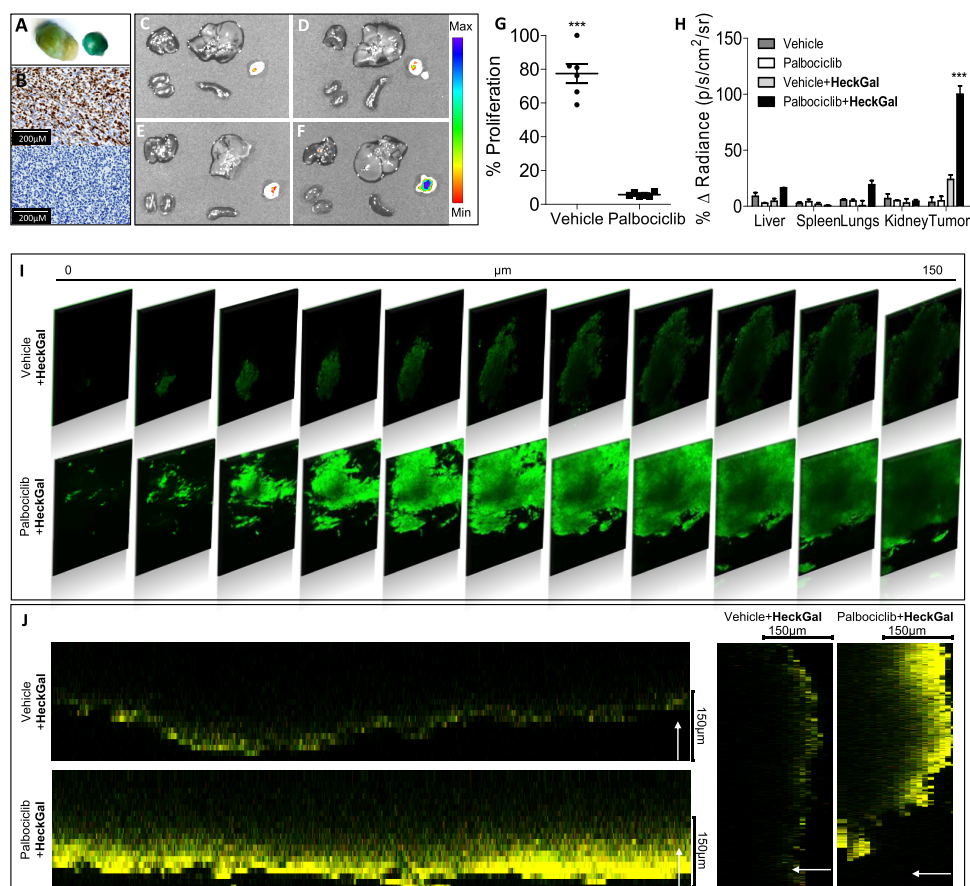 A
B
200µM
200µM
C
D
E
F
Max
Min
G
% Proliferation
100
80
60
40
20
0
***
Vehicle Palbociclib
H
% Δ Radiance (p/s/cm²/sr)
150
100
50
0
Vehicle
Palbociclib
Vehicle+HeckGal
Palbociclib+HeckGal
***
Liver Spleen Lungs Kidney Tumor
I
0 µm 150
Vehicle
+HeckGal
Palbociclib
+HeckGal
J
Vehicle
+HeckGal
150µm
Palbociclib
+HeckGal
150µm
Vehicle+HeckGal
150µm
Palbociclib+HeckGal
150µm